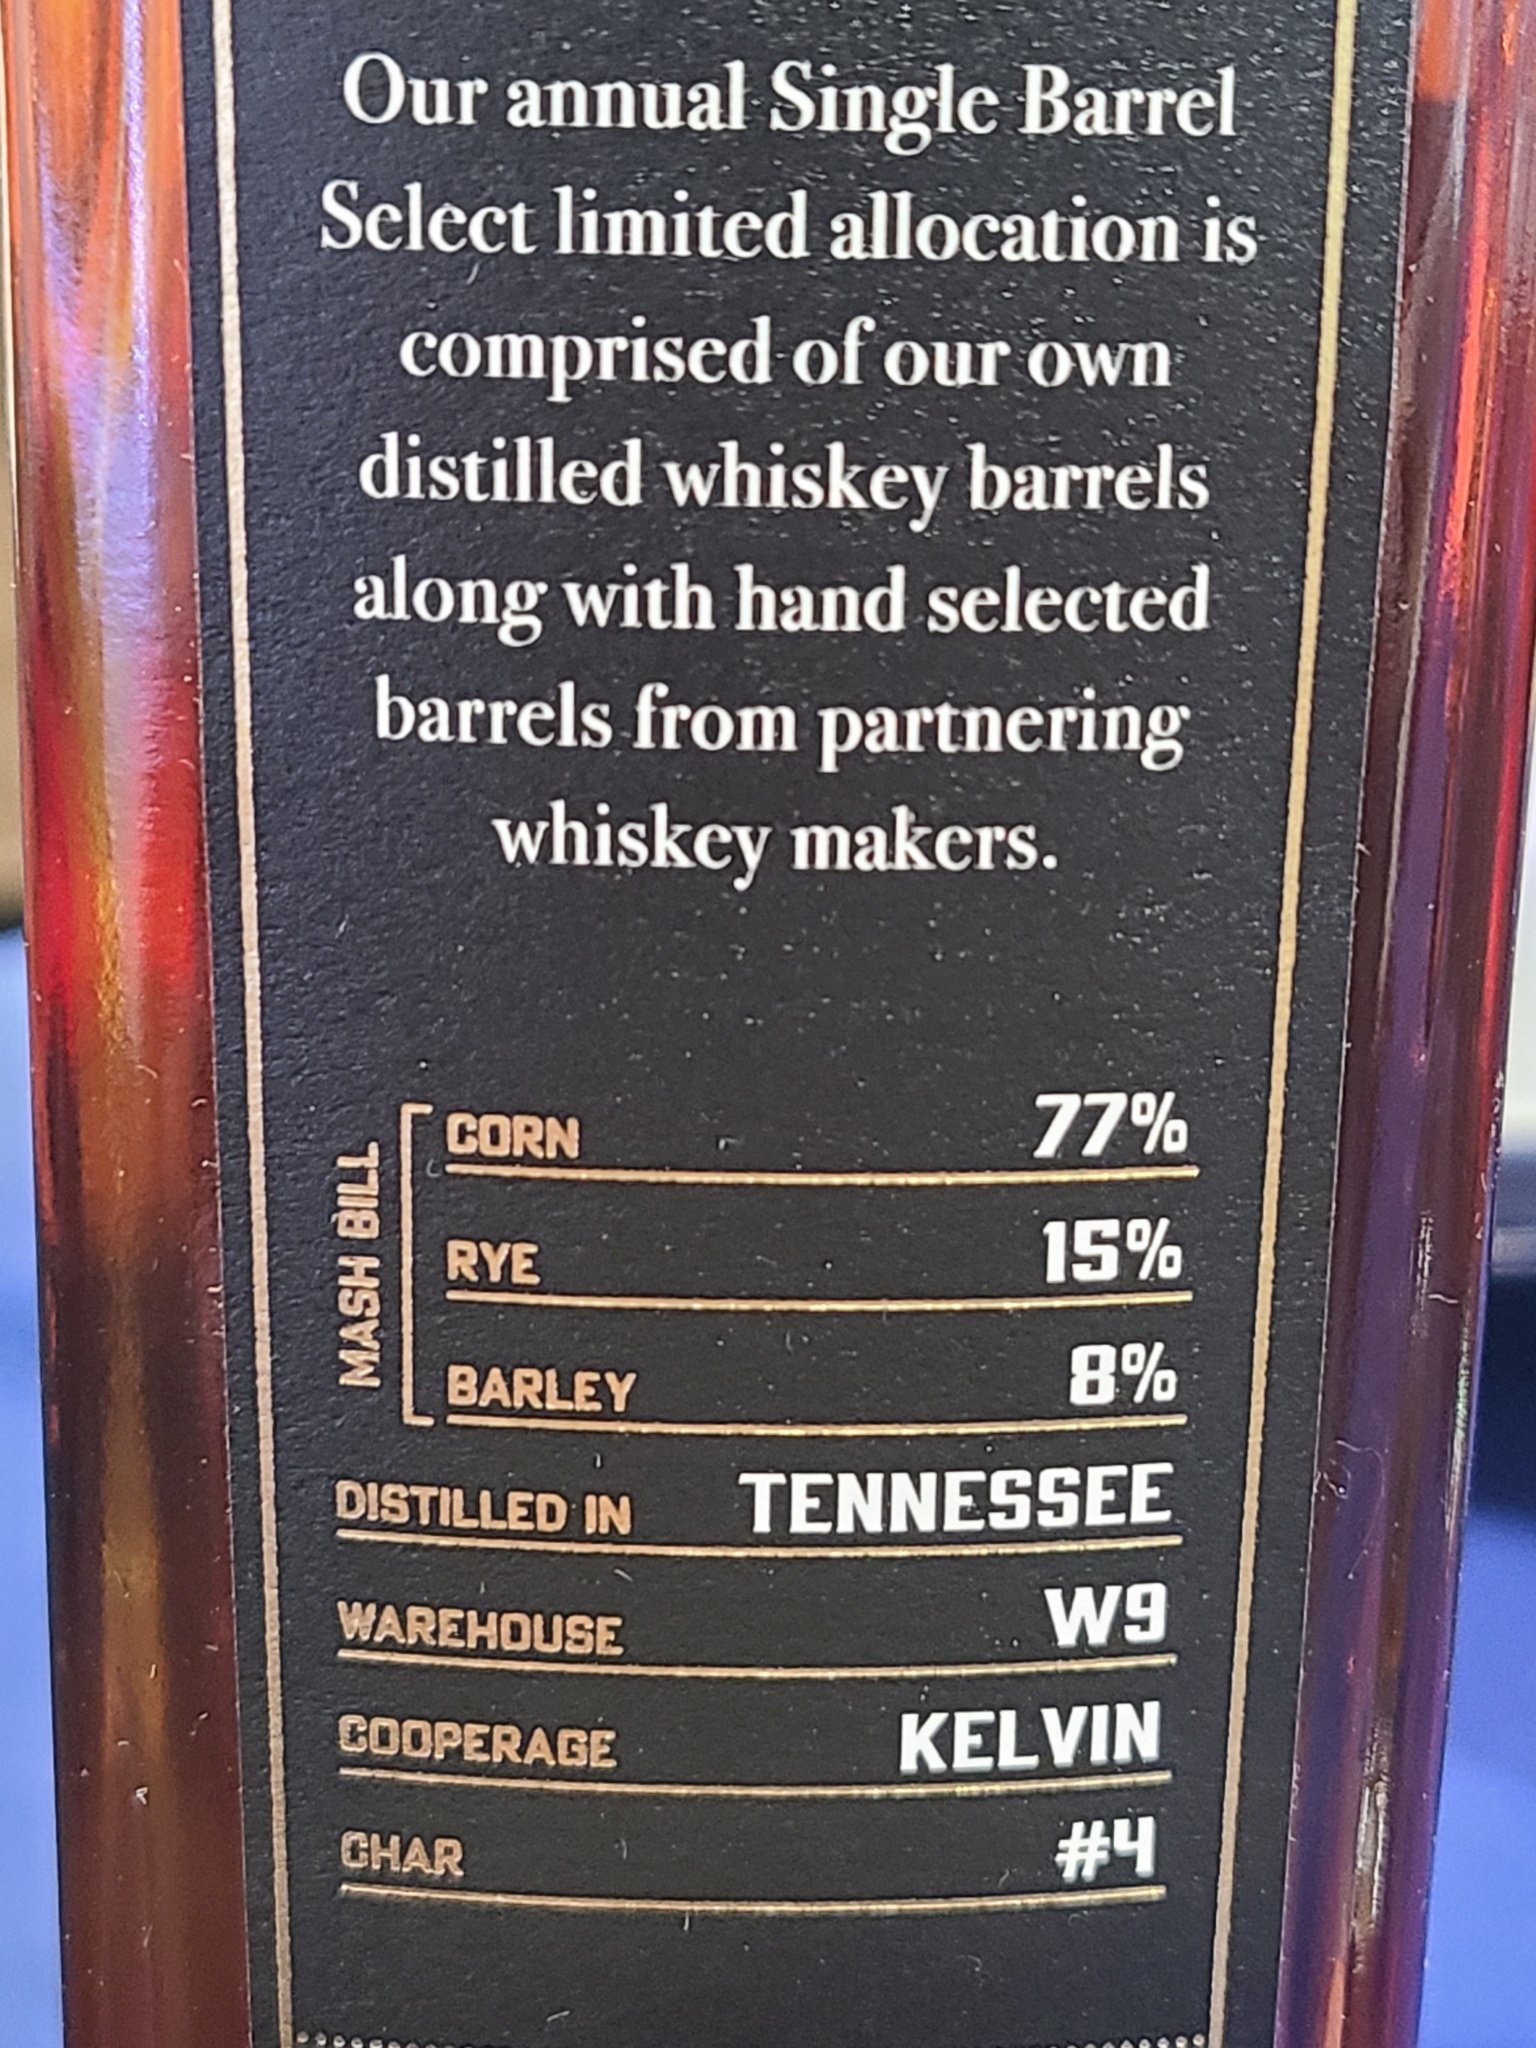 Our annual Single Barrel
Select limited allocation is
comprised of our own
distilled whiskey barrels
along with hand selected
barrels from partnering
whiskey makers.
MASH BILL
CORN 77%
RYE 15%
BARLEY 8%
DISTILLED IN TENNESSEE
WAREHOUSE W9
COOPERAGE KELVIN
CHAR #4